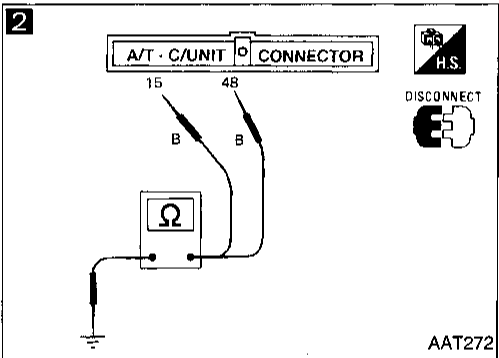 2
A/T · C/UNIT CONNECTOR
H.S.
15 48
DISCONNECT
B B
Ω
AAT272